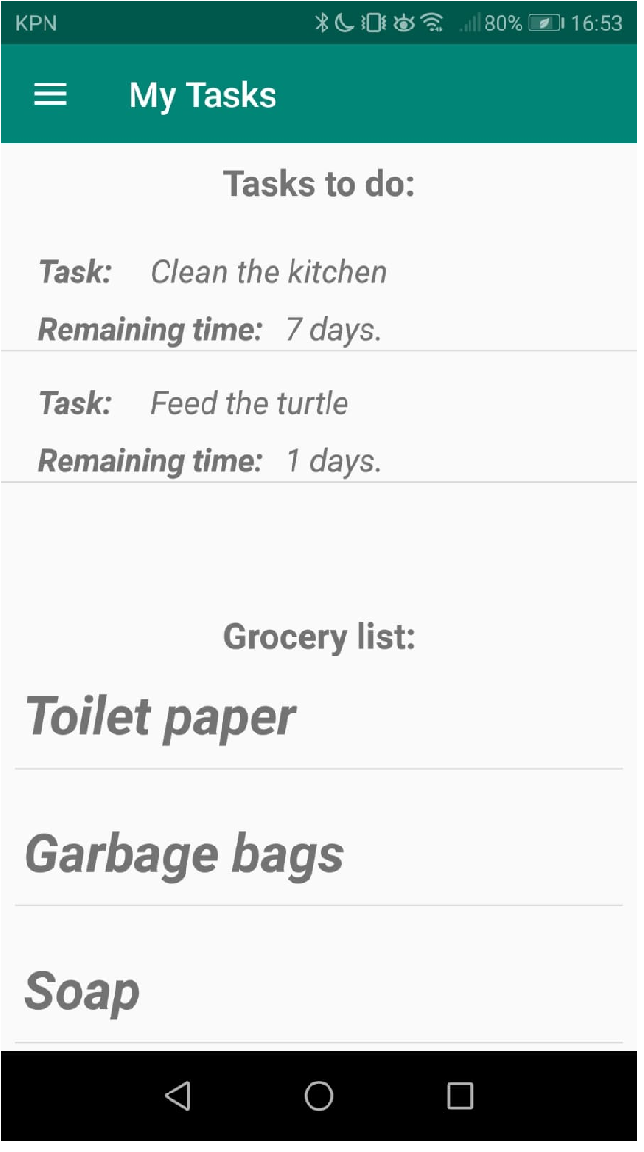 KPN 80% 16:53
My Tasks
Tasks to do:
Task: Clean the kitchen
Remaining time: 7 days.
Task: Feed the turtle
Remaining time: 1 days.
Grocery list:
Toilet paper
Garbage bags
Soap